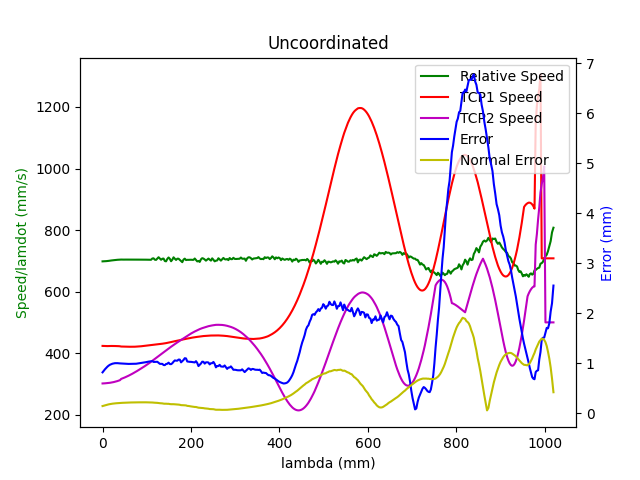 Uncoordinated
Relative Speed
TCP1 Speed
TCP2 Speed
Error
Normal Error
Speed/lamdot (mm/s)
1200
1000
800
600
400
200
7
6
5
4
3
2
1
0
Error (mm)
0 200 400 600 800 1000
lambda (mm)